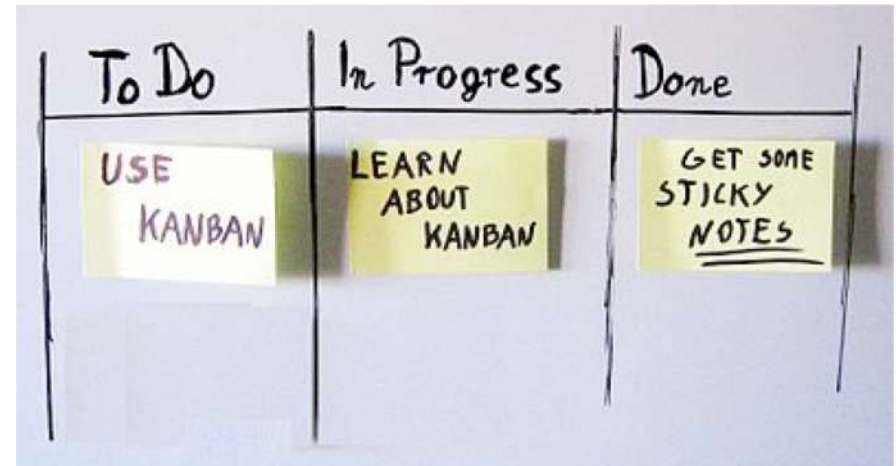 To Do
In Progress
Done
USE
KANBAN
LEARN
ABOUT
KANBAN
GET SOME
STICKY
NOTES